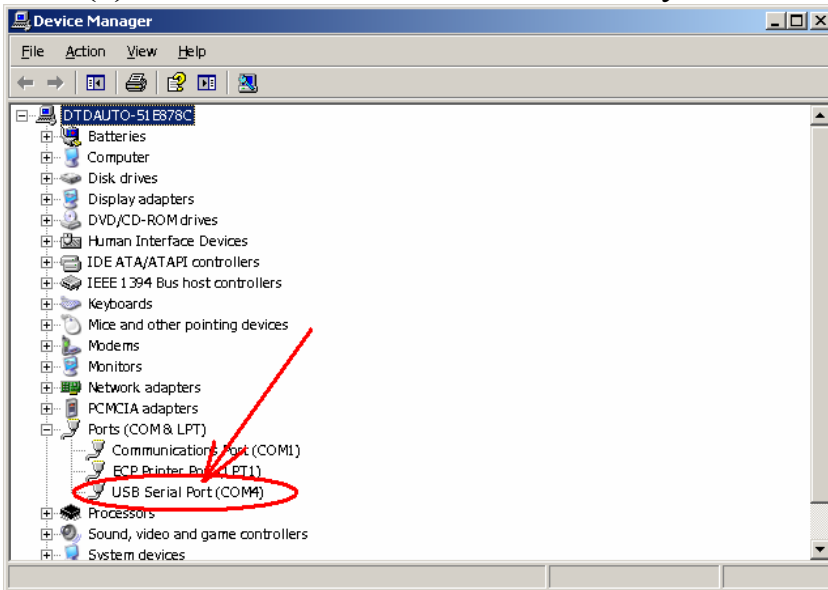 Device Manager
File Action View Help
DTDAUTO-51E878C
Batteries
Computer
Disk drives
Display adapters
DVD/CD-ROM drives
Human Interface Devices
IDE ATA/ATAPI controllers
IEEE 1394 Bus host controllers
Keyboards
Mice and other pointing devices
Modems
Monitors
Network adapters
PCMCIA adapters
Ports (COM & LPT)
Communications Port (COM1)
ECP Printer Port (LPT1)
USB Serial Port (COM4)
Processors
Sound, video and game controllers
System devices